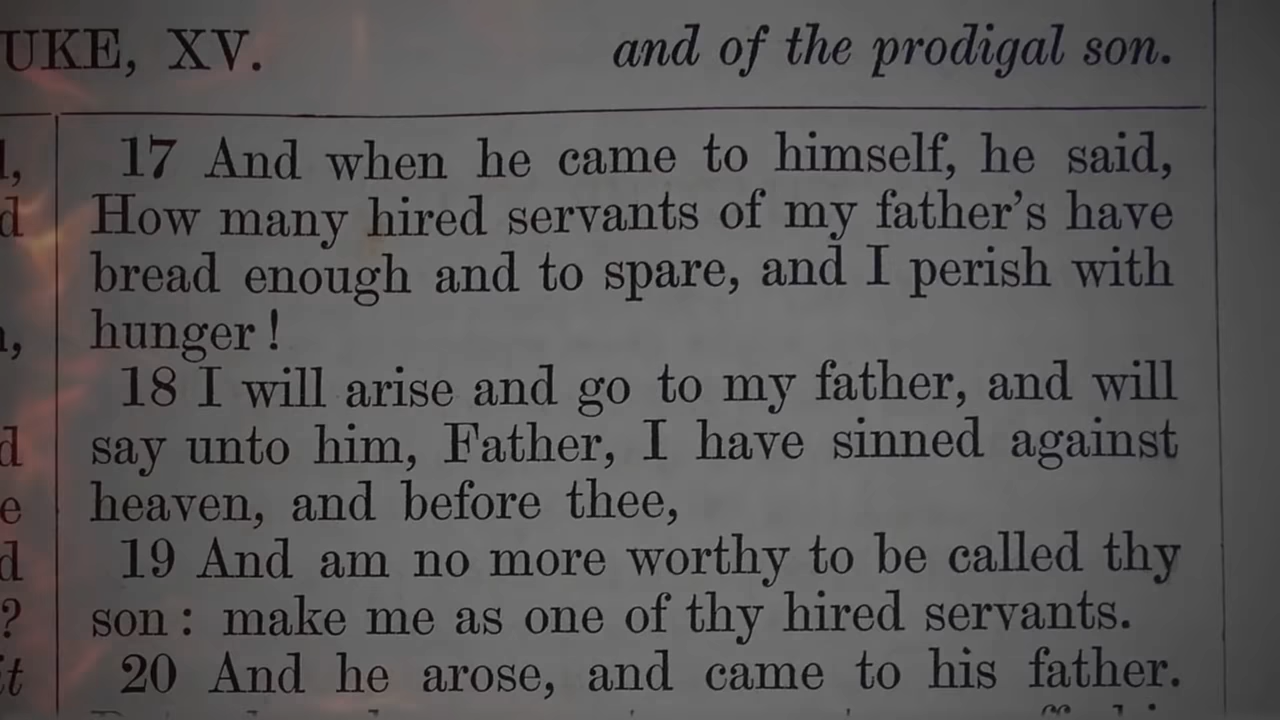 UKE, XV. and of the prodigal son.
17 And when he came to himself, he said,
How many hired servants of my father's have
bread enough and to spare, and I perish with
hunger!
18 I will arise and go to my father, and will
say unto him, Father, I have sinned against
heaven, and before thee,
19 And am no more worthy to be called thy
son: make me as one of thy hired servants.
20 And he arose, and came to his father.